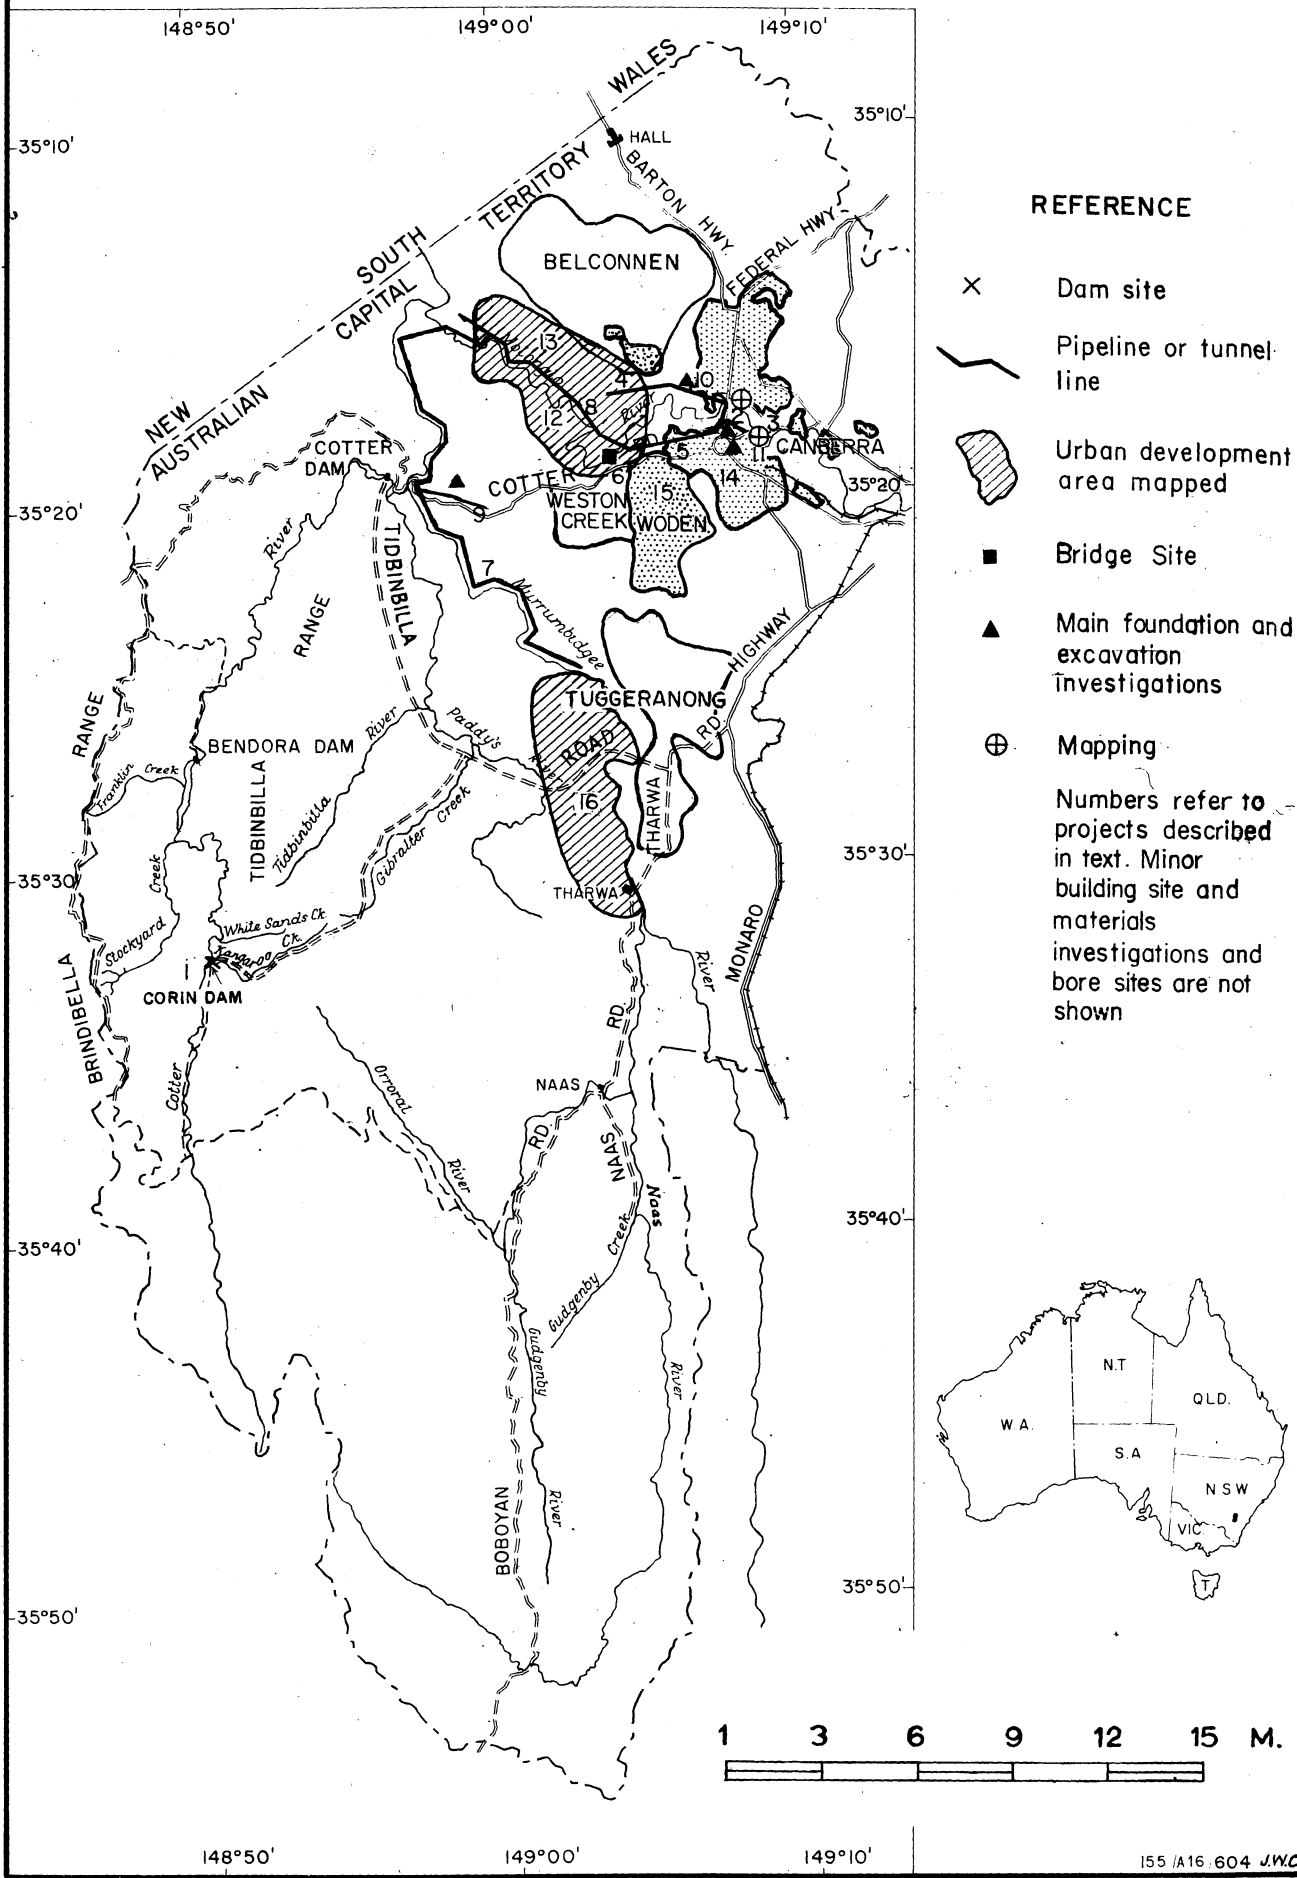 148°50'
149°00'
149°10'
35°10'
35°10'
NEW SOUTH WALES
AUSTRALIAN CAPITAL TERRITORY
HALL
BARTON HWY
FEDERAL HWY
BELCONNEN
13
4
10
8
12
River
2
3
COTTER DAM
5
11
CANBERRA
6
14
COTTER
15
WESTON CREEK
WODEN
9
35°20'
35°20'
River
TIDBINBILLA
7
Murrumbidgee
RANGE
HIGHWAY
TUGGERANONG
RANGE
BENDORA DAM
River
Paddy's
River
ROAD
RD.
Franklin Creek
TIDBINBILLA
Tidbinbilla
Gibralter Creek
16
THARWA
35°30'
35°30'
Creek
Stockyard
White Sands Ck.
Kangaroo Ck.
THARWA
1
CORIN DAM
BRINDIBELLA
River
MONARO
RD.
Cotter
Orroral
River
NAAS
RD.
NAAS
Naas
35°40'
35°40'
Creek
Gudgenby
Gudgenby
River
River
BOBOYAN
35°50'
35°50'
148°50'
149°00'
149°10'
REFERENCE
Dam site
Pipeline or tunnel
line
Urban development
area mapped
Bridge Site
Main foundation and
excavation
investigations
Mapping
Numbers refer to
projects described
in text. Minor
building site and
materials
investigations and
bore sites are not
shown
W.A.
N.T
QLD.
S.A
N S W
VIC.
T
1 3 6 9 12 15 M.
155/A16/604 J.W.C